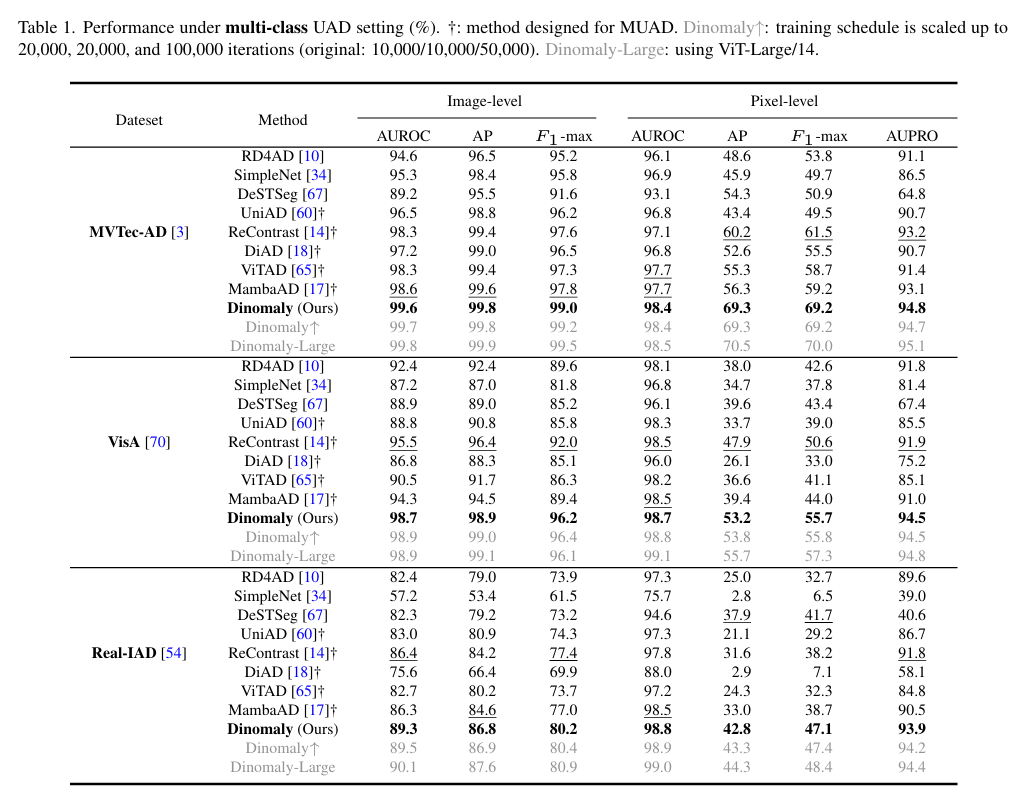 Table 1. Performance under multi-class UAD setting (%). †: method designed for MUAD. Dinomaly↑: training schedule is scaled up to
20,000, 20,000, and 100,000 iterations (original: 10,000/10,000/50,000). Dinomaly-Large: using ViT-Large/14.
Dateset Method Image-level Pixel-level
AUROC AP F1-max AUROC AP F1-max AUPRO
RD4AD [10] 94.6 96.5 95.2 96.1 48.6 53.8 91.1
SimpleNet [34] 95.3 98.4 95.8 96.9 45.9 49.7 86.5
DeSTSeg [67] 89.2 95.5 91.6 93.1 54.3 50.9 64.8
UniAD [60]† 96.5 98.8 96.2 96.8 43.4 49.5 90.7
MVTec-AD [3] ReContrast [14]† 98.3 99.4 97.6 97.1 60.2 61.5 93.2
DiAD [18]† 97.2 99.0 96.5 96.8 52.6 55.5 90.7
ViTAD [65]† 98.3 99.4 97.3 97.7 55.3 58.7 91.4
MambaAD [17]† 98.6 99.6 97.8 97.7 56.3 59.2 93.1
Dinomaly (Ours) 99.6 99.8 99.0 98.4 69.3 69.2 94.8
Dinomaly↑ 99.7 99.8 99.2 98.4 69.3 69.2 94.7
Dinomaly-Large 99.8 99.9 99.5 98.5 70.5 70.0 95.1
RD4AD [10] 92.4 92.4 89.6 98.1 38.0 42.6 91.8
SimpleNet [34] 87.2 87.0 81.8 96.8 34.7 37.8 81.4
DeSTSeg [67] 88.9 89.0 85.2 96.1 39.6 43.4 67.4
UniAD [60]† 88.8 90.8 85.8 98.3 33.7 39.0 85.5
VisA [70] ReContrast [14]† 95.5 96.4 92.0 98.5 47.9 50.6 91.9
DiAD [18]† 86.8 88.3 85.1 96.0 26.1 33.0 75.2
ViTAD [65]† 90.5 91.7 86.3 98.2 36.6 41.1 85.1
MambaAD [17]† 94.3 94.5 89.4 98.5 39.4 44.0 91.0
Dinomaly (Ours) 98.7 98.9 96.2 98.7 53.2 55.7 94.5
Dinomaly↑ 98.9 99.0 96.4 98.8 53.8 55.8 94.5
Dinomaly-Large 98.9 99.1 96.1 99.1 55.7 57.3 94.8
RD4AD [10] 82.4 79.0 73.9 97.3 25.0 32.7 89.6
SimpleNet [34] 57.2 53.4 61.5 75.7 2.8 6.5 39.0
DeSTSeg [67] 82.3 79.2 73.2 94.6 37.9 41.7 40.6
UniAD [60]† 83.0 80.9 74.3 97.3 21.1 29.2 86.7
Real-IAD [54] ReContrast [14]† 86.4 84.2 77.4 97.8 31.6 38.2 91.8
DiAD [18]† 75.6 66.4 69.9 88.0 2.9 7.1 58.1
ViTAD [65]† 82.7 80.2 73.7 97.2 24.3 32.3 84.8
MambaAD [17]† 86.3 84.6 77.0 98.5 33.0 38.7 90.5
Dinomaly (Ours) 89.3 86.8 80.2 98.8 42.8 47.1 93.9
Dinomaly↑ 89.5 86.9 80.4 98.9 43.3 47.4 94.2
Dinomaly-Large 90.1 87.6 80.9 99.0 44.3 48.4 94.4